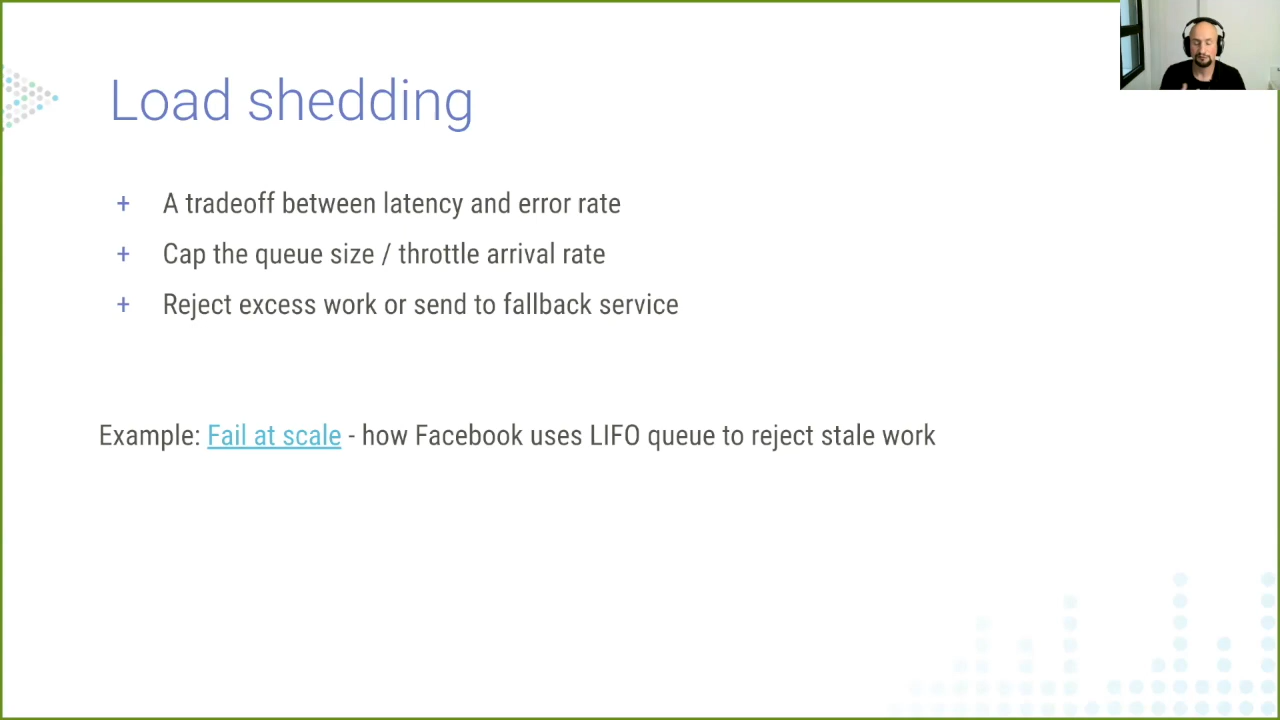 Load shedding
+ A tradeoff between latency and error rate
+ Cap the queue size / throttle arrival rate
+ Reject excess work or send to fallback service
Example: Fail at scale - how Facebook uses LIFO queue to reject stale work